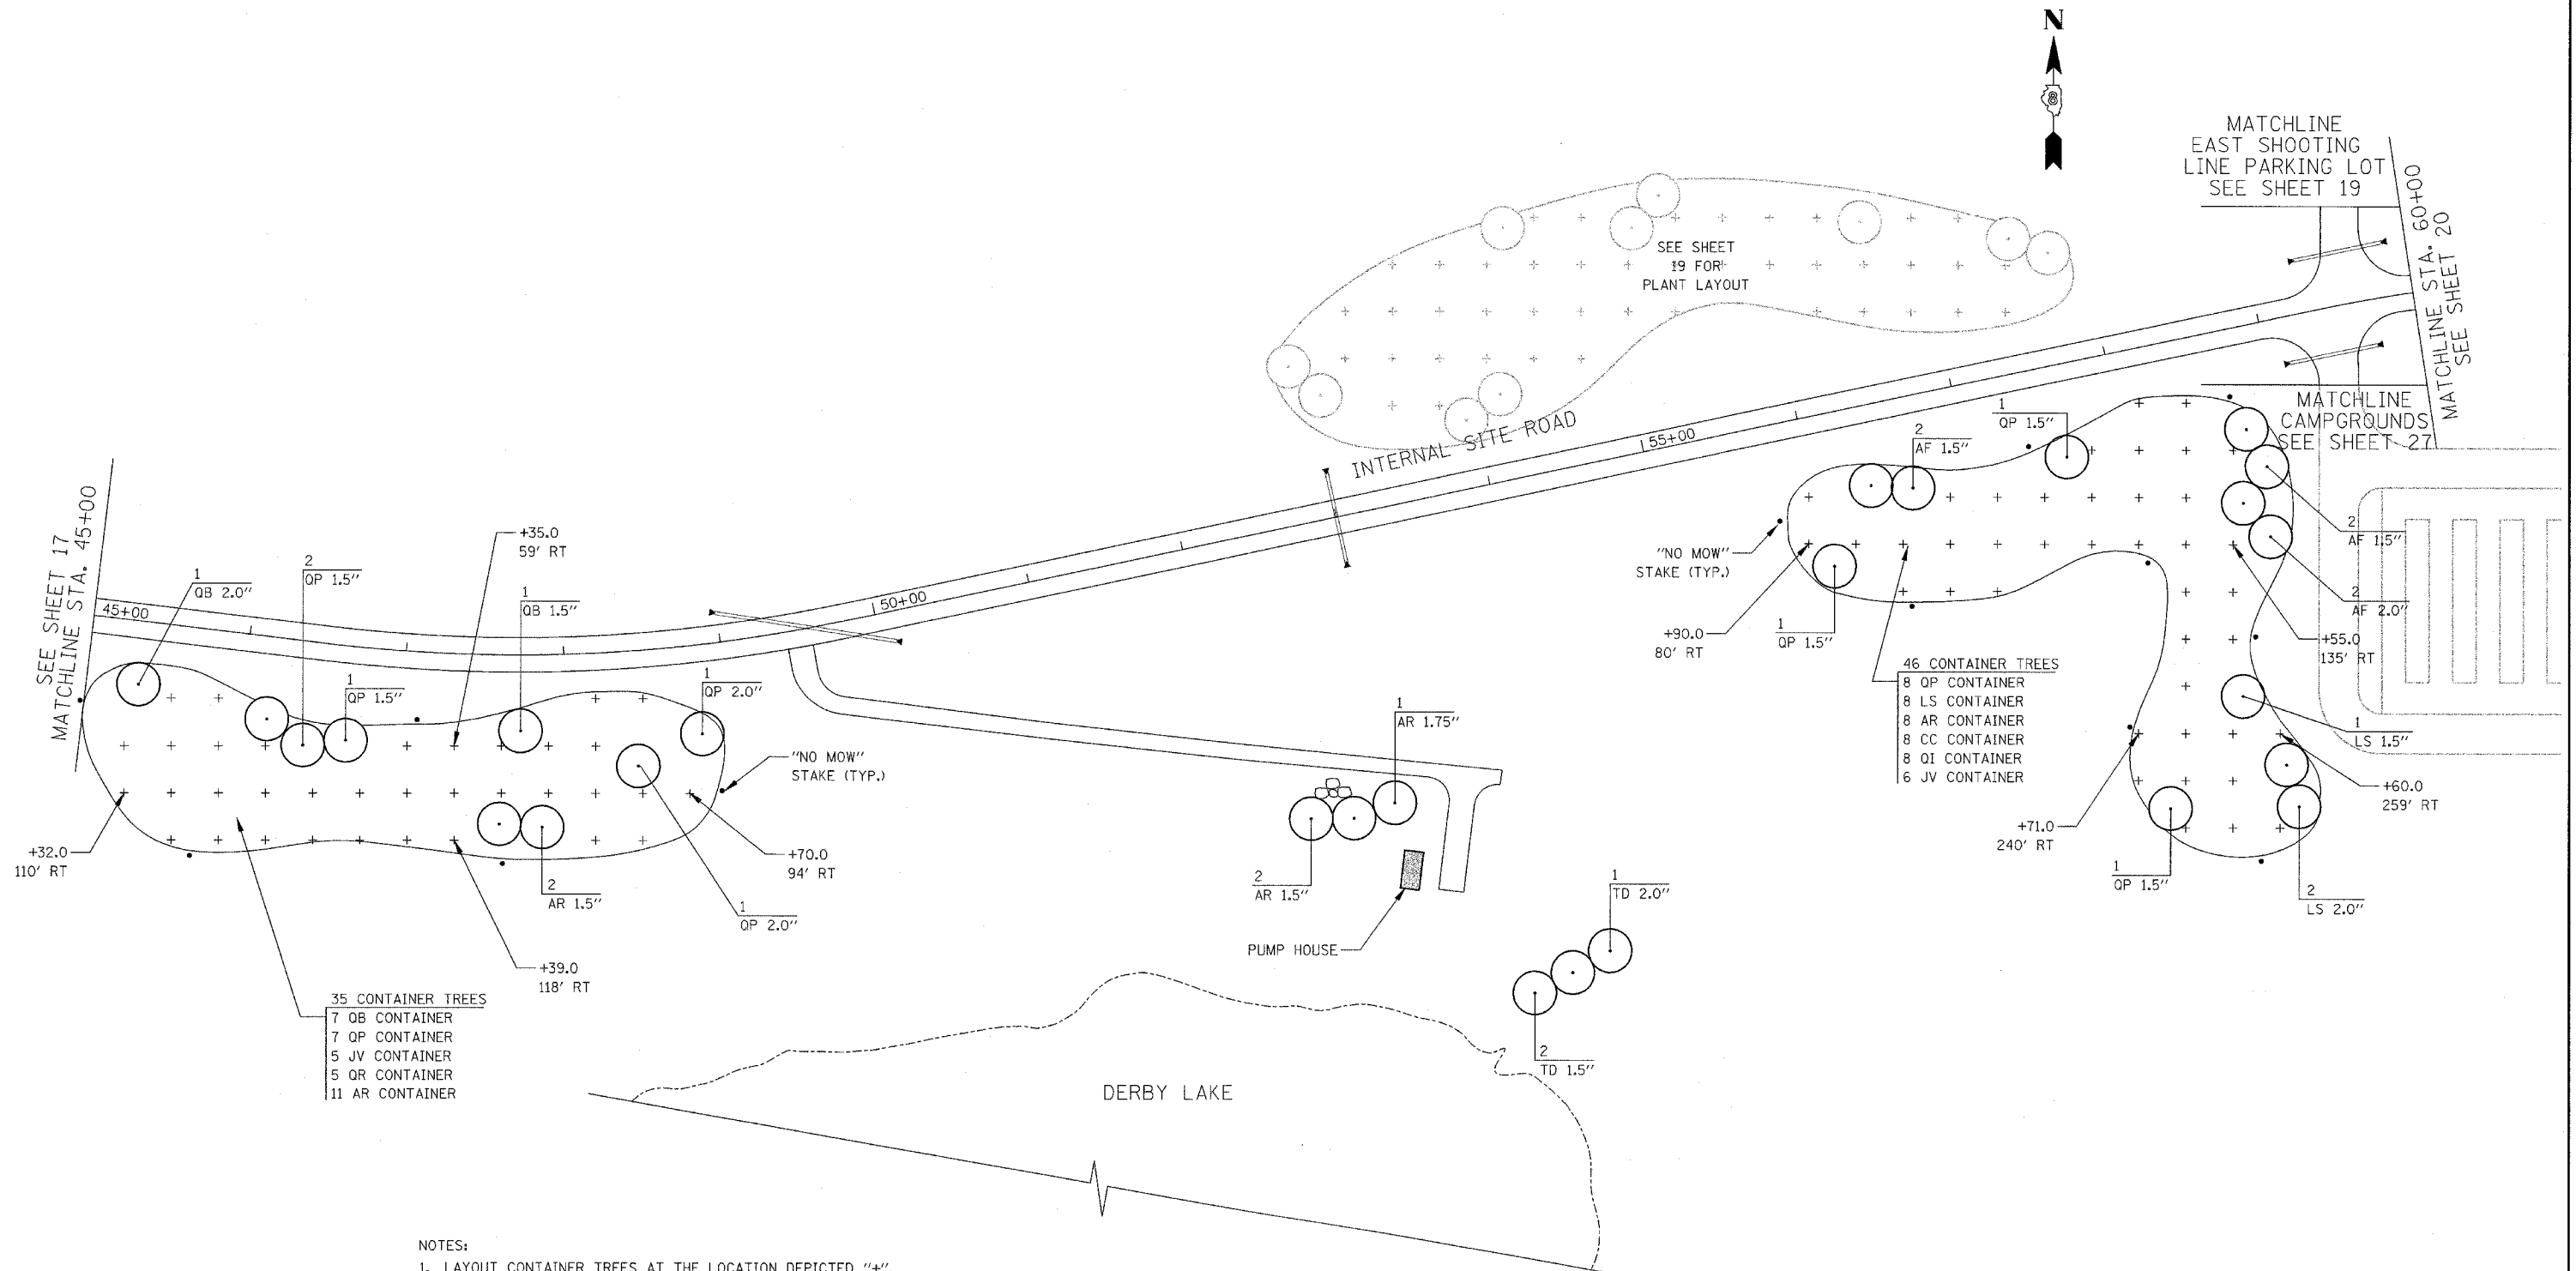 N
8
MATCHLINE
EAST SHOOTING
LINE PARKING LOT
SEE SHEET 19
MATCHLINE STA. 60+00
SEE SHEET 20
SEE SHEET
19 FOR
PLANT LAYOUT
MATCHLINE
CAMPGROUNDS
SEE SHEET 27
INTERNAL SITE ROAD
55+00
50+00
45+00
SEE SHEET 17
MATCHLINE STA. 45+00
1
QB 2.0"
2
QP 1.5"
+35.0
59' RT
1
QB 1.5"
1
QP 1.5"
1
QP 2.0"
"NO MOW"
STAKE (TYP.)
+32.0
110' RT
+70.0
94' RT
2
AR 1.5"
1
QP 2.0"
+39.0
118' RT
35 CONTAINER TREES
7 QB CONTAINER
7 QP CONTAINER
5 JV CONTAINER
5 QR CONTAINER
11 AR CONTAINER
1
AR 1.75"
2
AR 1.5"
PUMP HOUSE
1
TD 2.0"
2
TD 1.5"
DERBY LAKE
1
QP 1.5"
2
AF 1.5"
"NO MOW"
STAKE (TYP.)
2
AF 1.5"
2
AF 2.0"
+90.0
80' RT
1
QP 1.5"
+55.0
135' RT
46 CONTAINER TREES
8 QP CONTAINER
8 LS CONTAINER
8 AR CONTAINER
8 CC CONTAINER
8 QI CONTAINER
6 JV CONTAINER
1
LS 1.5"
+60.0
259' RT
+71.0
240' RT
1
QP 1.5"
2
LS 2.0"
NOTES:
1. LAYOUT CONTAINER TREES AT THE LOCATION DEPICTED "+"